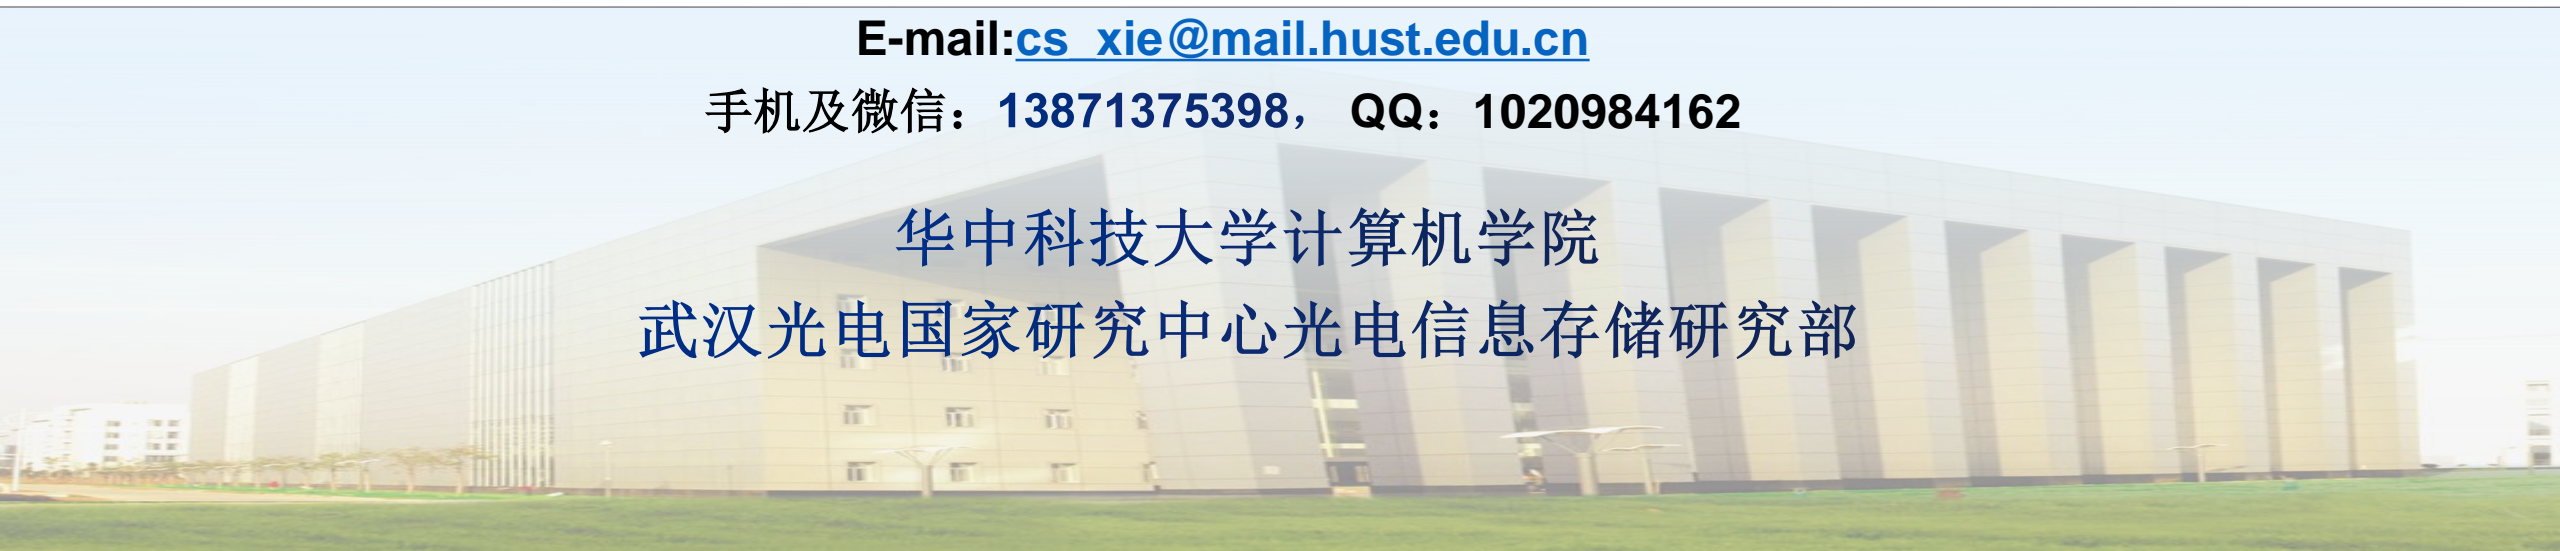 E-mail:cs_xie@mail.hust.edu.cn
手机及微信：13871375398， QQ：1020984162
华中科技大学计算机学院
武汉光电国家研究中心光电信息存储研究部